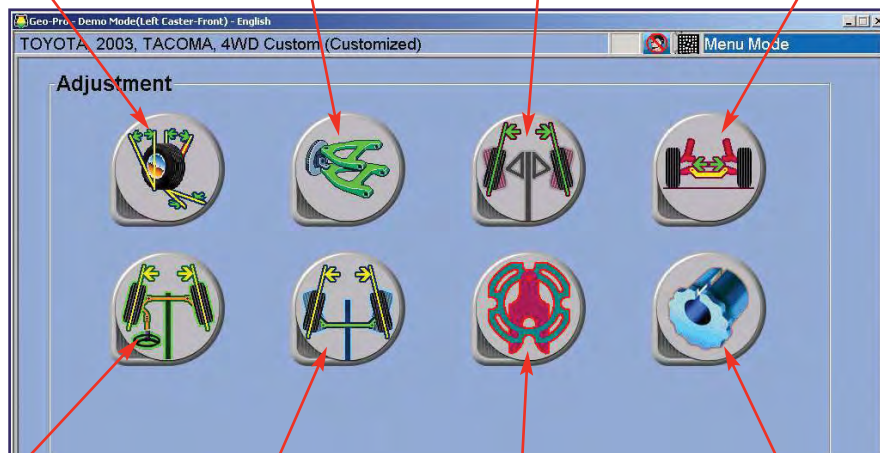 Geo-Pro - Demo Mode(Left Caster-Front) - English
TOYOTA, 2003, TACOMA, 4WD Custom (Customized)
Menu Mode
Adjustment